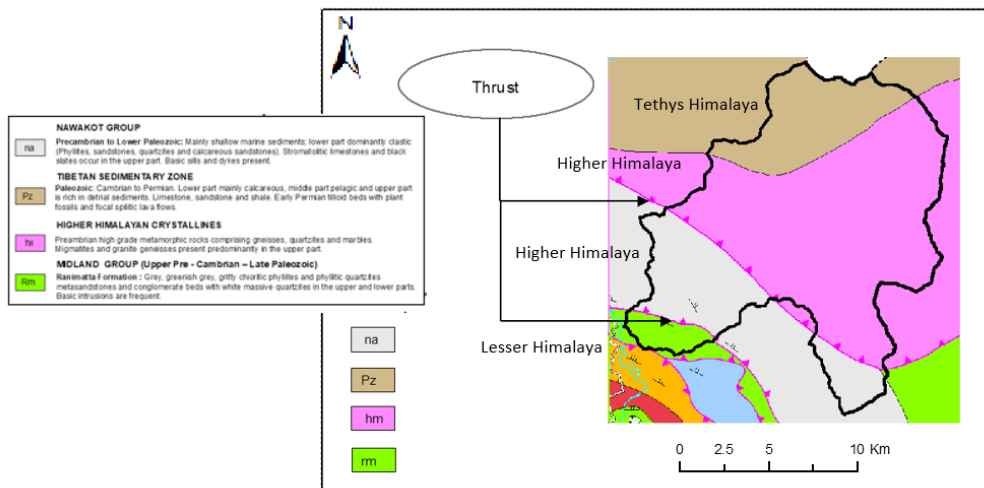 N
Thrust
Tethys Himalaya
Higher Himalaya
Higher Himalaya
Lesser Himalaya
NAWAKOT GROUP
na
Precambrian to Lower Paleozoic: Mainly shallow marine sediments; lower part dominantly clastic
(Phyllites, sandstones, quartzites and calcareous sandstones). Stromatolitic limestones and black
slates occur in the upper part. Basic sills and dykes present.
TIBETAN SEDIMENTARY ZONE
Pz
Paleozoic: Cambrian to Permian. Lower part mainly calcareous, middle part pelagic and upper part
is rich in detrial sediments. Limestone, sandstone and shale. Early Permian tilloid beds with plant
fossils and focal spilitic lava flows.
HIGHER HIMALAYAN CRYSTALLINES
hx
Preambrian high grade metamorphic rocks comprising gneisses, quartzites and marbles.
Migmatites and granite geneisses present predominantly in the upper part.
MIDLAND GROUP (Upper Pre - Cambrian – Late Paleozoic)
Rm
Ranimatta Formation : Grey, greenish grey, gritty chloritic phyllites and phyllitic quartzites
metasandstones and conglomerate beds with white massive quartzites in the upper and lower parts.
Basic intrusions are frequent.
na
Pz
hm
rm
0 2.5 5 10 Km